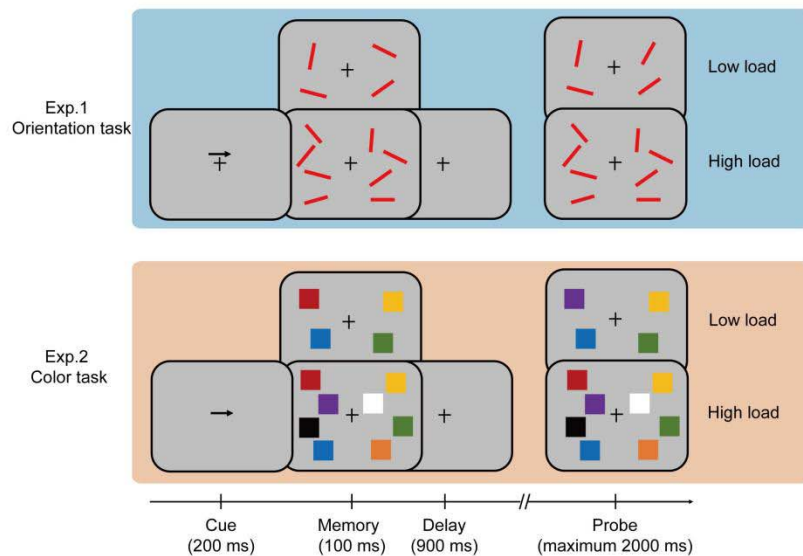 Low load
Exp.1
Orientation task
High load
Low load
Exp.2
Color task
High load
Cue
(200 ms)
Memory
(100 ms)
Delay
(900 ms)
Probe
(maximum 2000 ms)